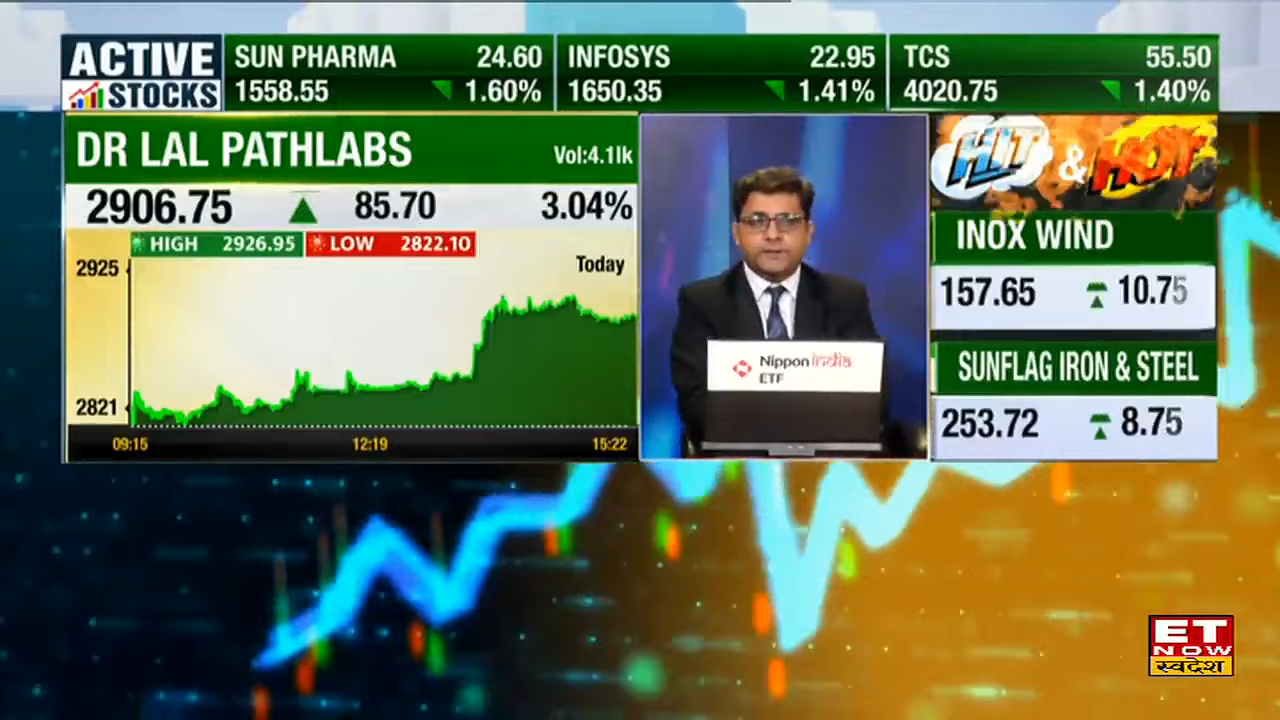 ACTIVE
STOCKS
SUN PHARMA 24.60
1558.55 1.60%
INFOSYS 22.95
1650.35 1.41%
TCS 55.50
4020.75 1.40%
DR LAL PATHLABS Vol:4.1lk
2906.75 85.70 3.04%
HIGH 2926.95 LOW 2822.10
2925 Today
2821
09:15 12:19 15:22
Nippon india
ETF
HIT & HOT
INOX WIND
157.65 10.75
SUNFLAG IRON & STEEL
253.72 8.75
ET
NOW
स्वदेश